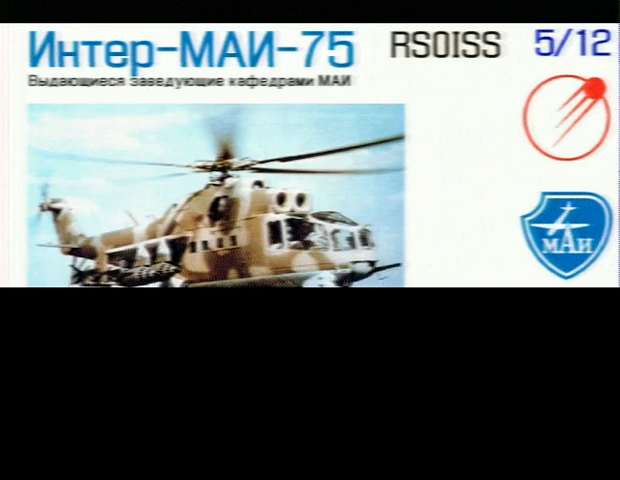 Интер-МАИ-75
RS0ISS
5/12
Выдающиеся заведующие кафедрами МАИ
МАИ